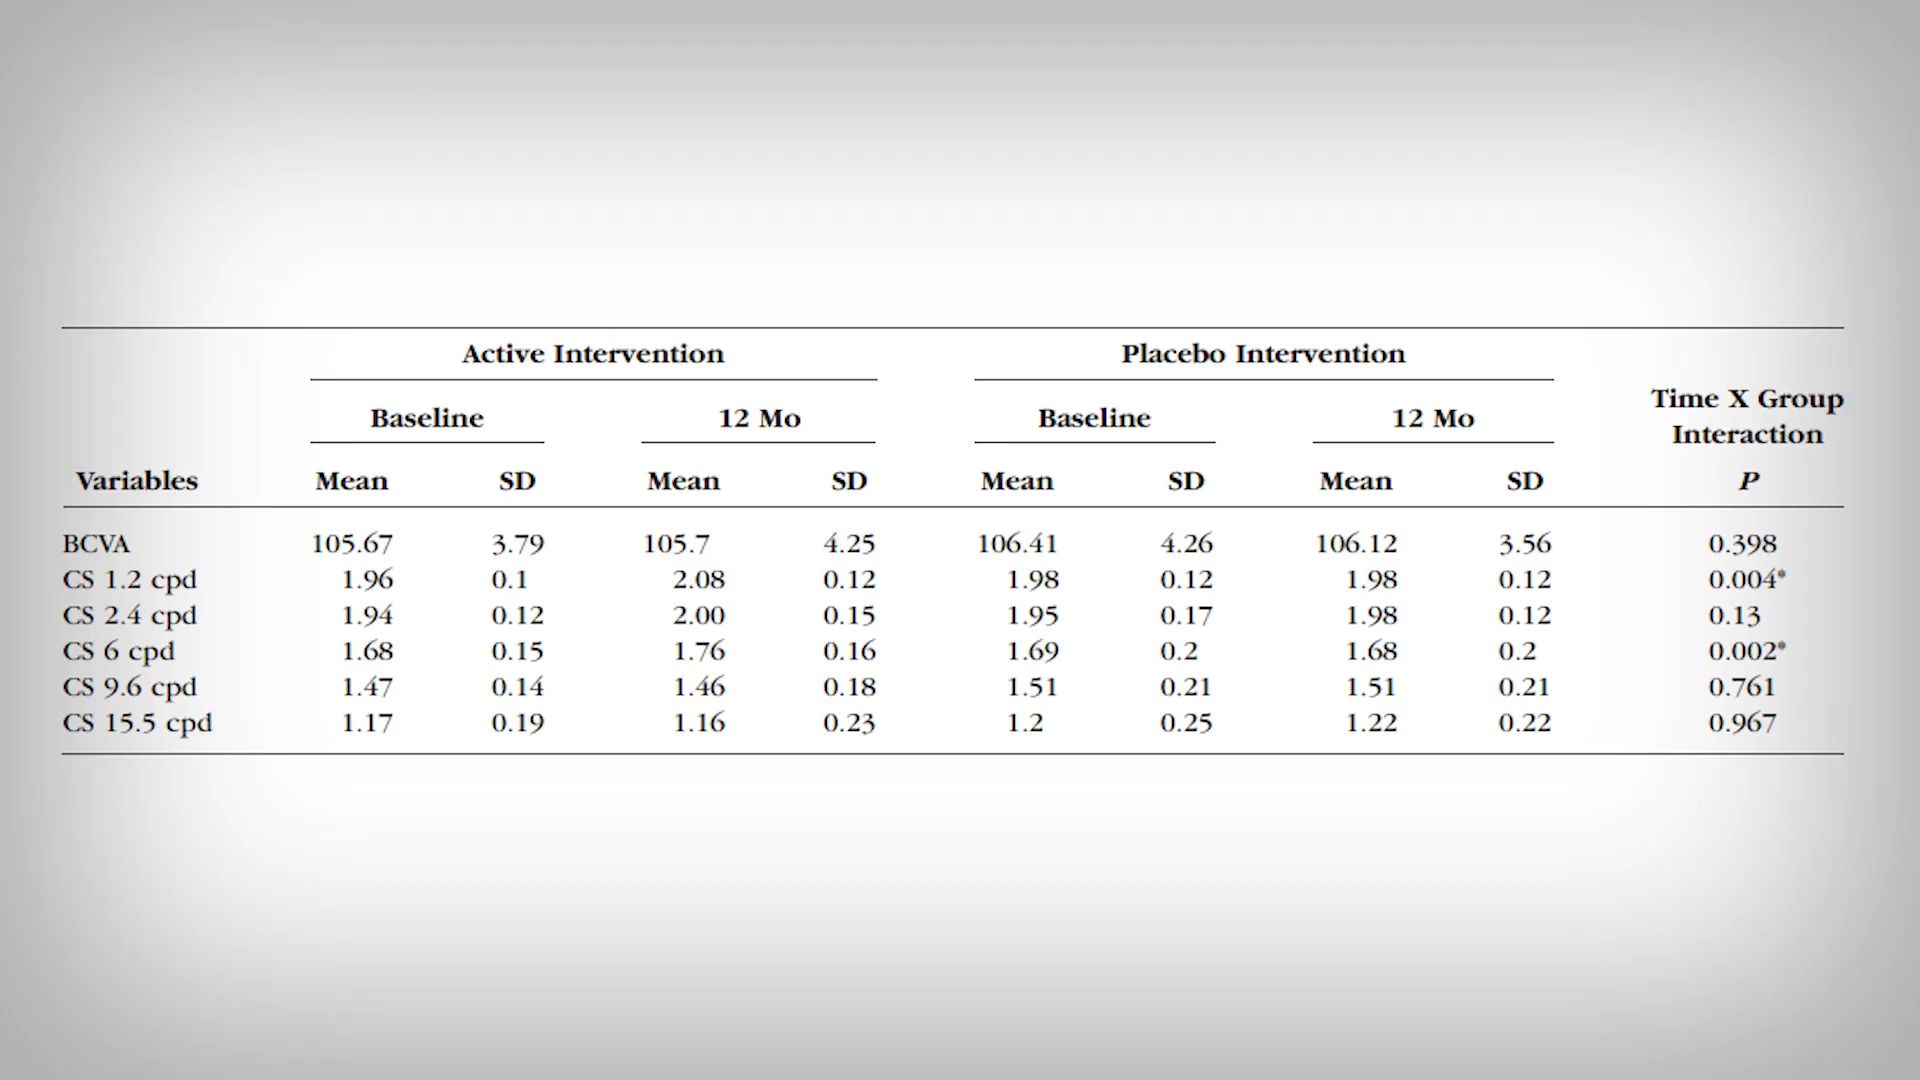 Active Intervention Placebo Intervention
Time X Group
Baseline 12 Mo Baseline 12 Mo
Interaction
Variables Mean SD Mean SD Mean SD Mean SD P
BCVA 105.67 3.79 105.7 4.25 106.41 4.26 106.12 3.56 0.398
CS 1.2 cpd 1.96 0.1 2.08 0.12 1.98 0.12 1.98 0.12 0.004*
CS 2.4 cpd 1.94 0.12 2.00 0.15 1.95 0.17 1.98 0.12 0.13
CS 6 cpd 1.68 0.15 1.76 0.16 1.69 0.2 1.68 0.2 0.002*
CS 9.6 cpd 1.47 0.14 1.46 0.18 1.51 0.21 1.51 0.21 0.761
CS 15.5 cpd 1.17 0.19 1.16 0.23 1.2 0.25 1.22 0.22 0.967